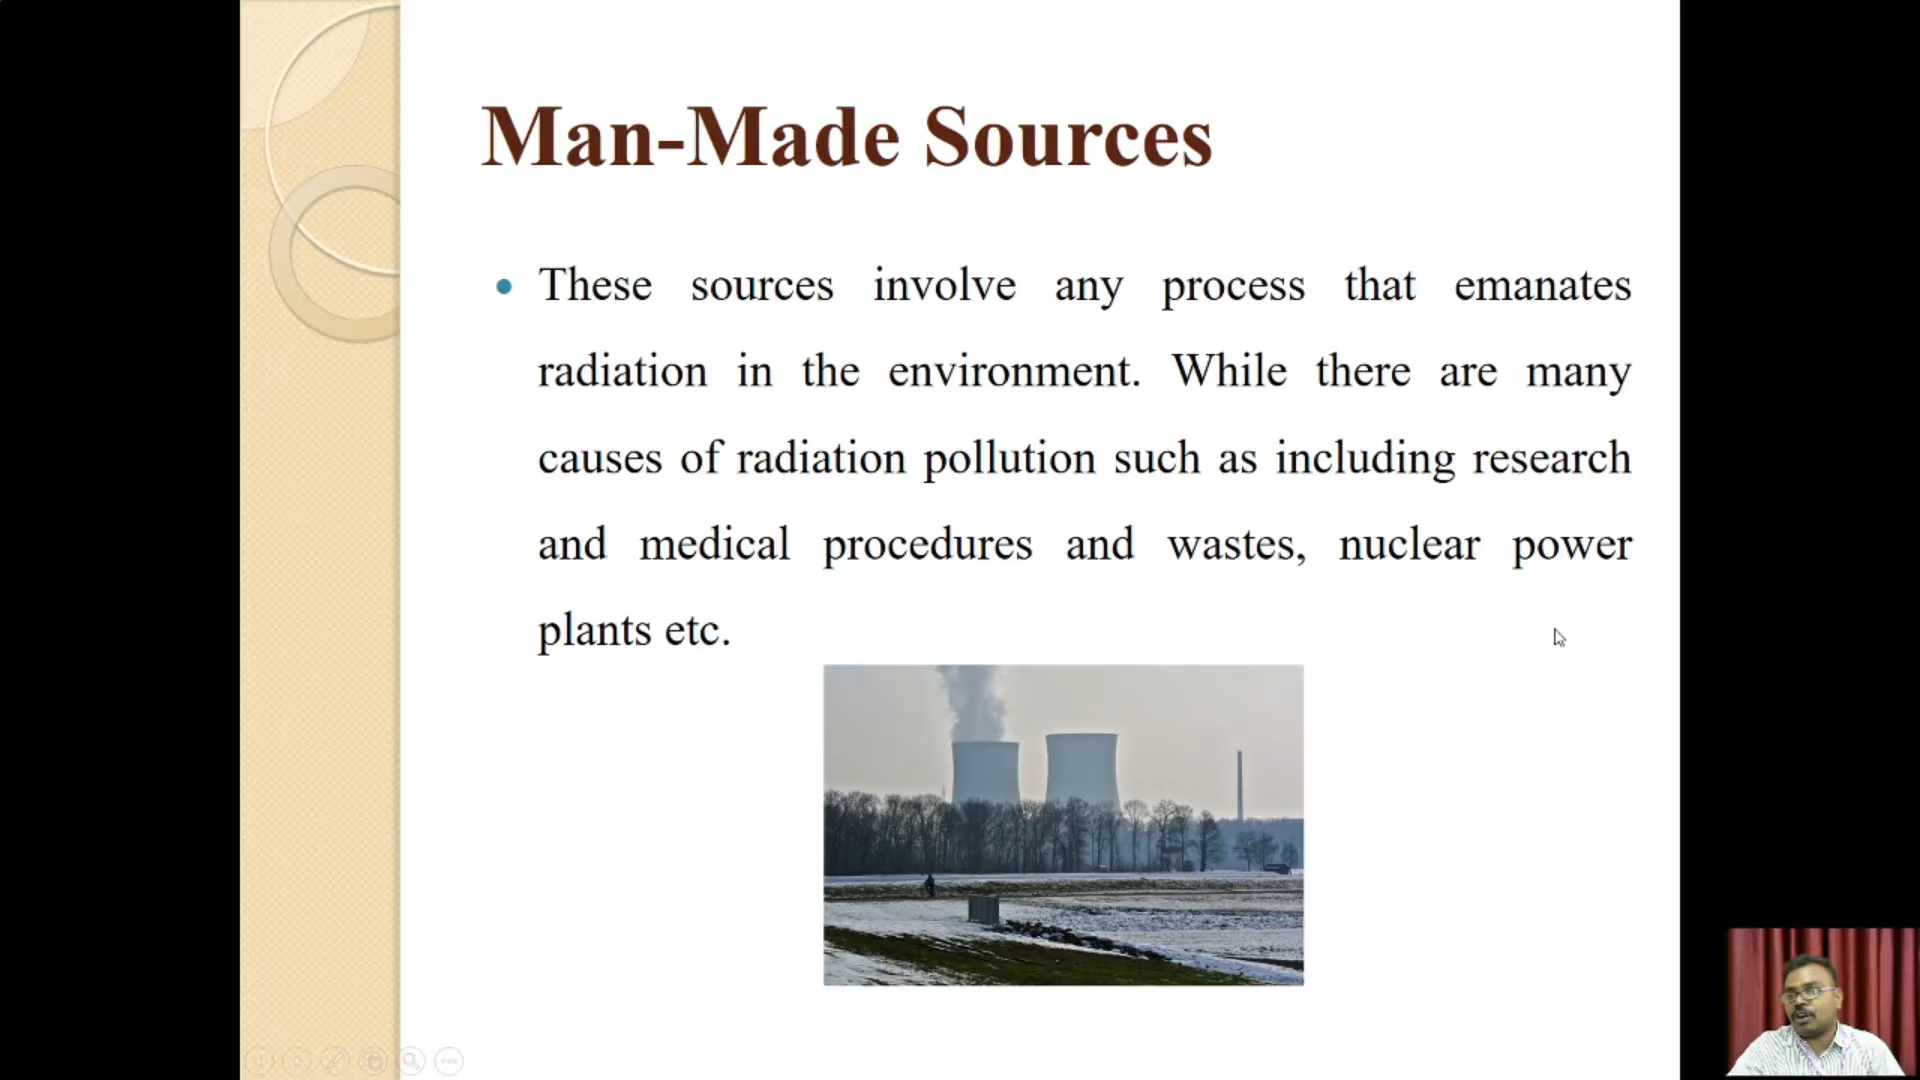 Man-Made Sources
These sources involve any process that emanates
radiation in the environment. While there are many
causes of radiation pollution such as including research
and medical procedures and wastes, nuclear power
plants etc.